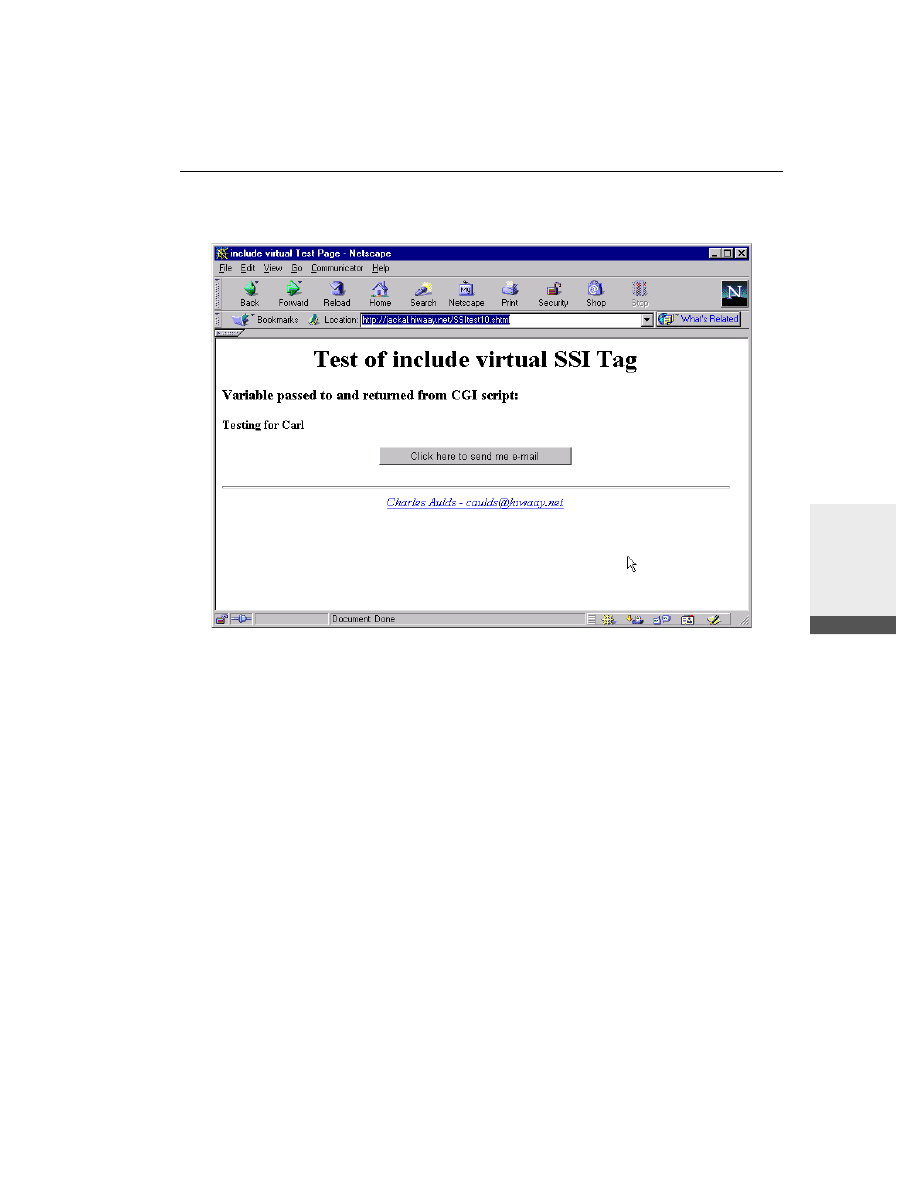 include virtual Test Page - Netscape
File Edit View Go Communicator Help
Back Forward Reload Home Search Netscape Print Security Shop Stop
N
Bookmarks Location: http://jackal.hiwaay.net/SSItest10.shtml What's Related
Test of include virtual SSI Tag
Variable passed to and returned from CGI script:
Testing for Carl
Click here to send me e-mail
Charles Aulds - caulds@hiwaay.net
Document Done